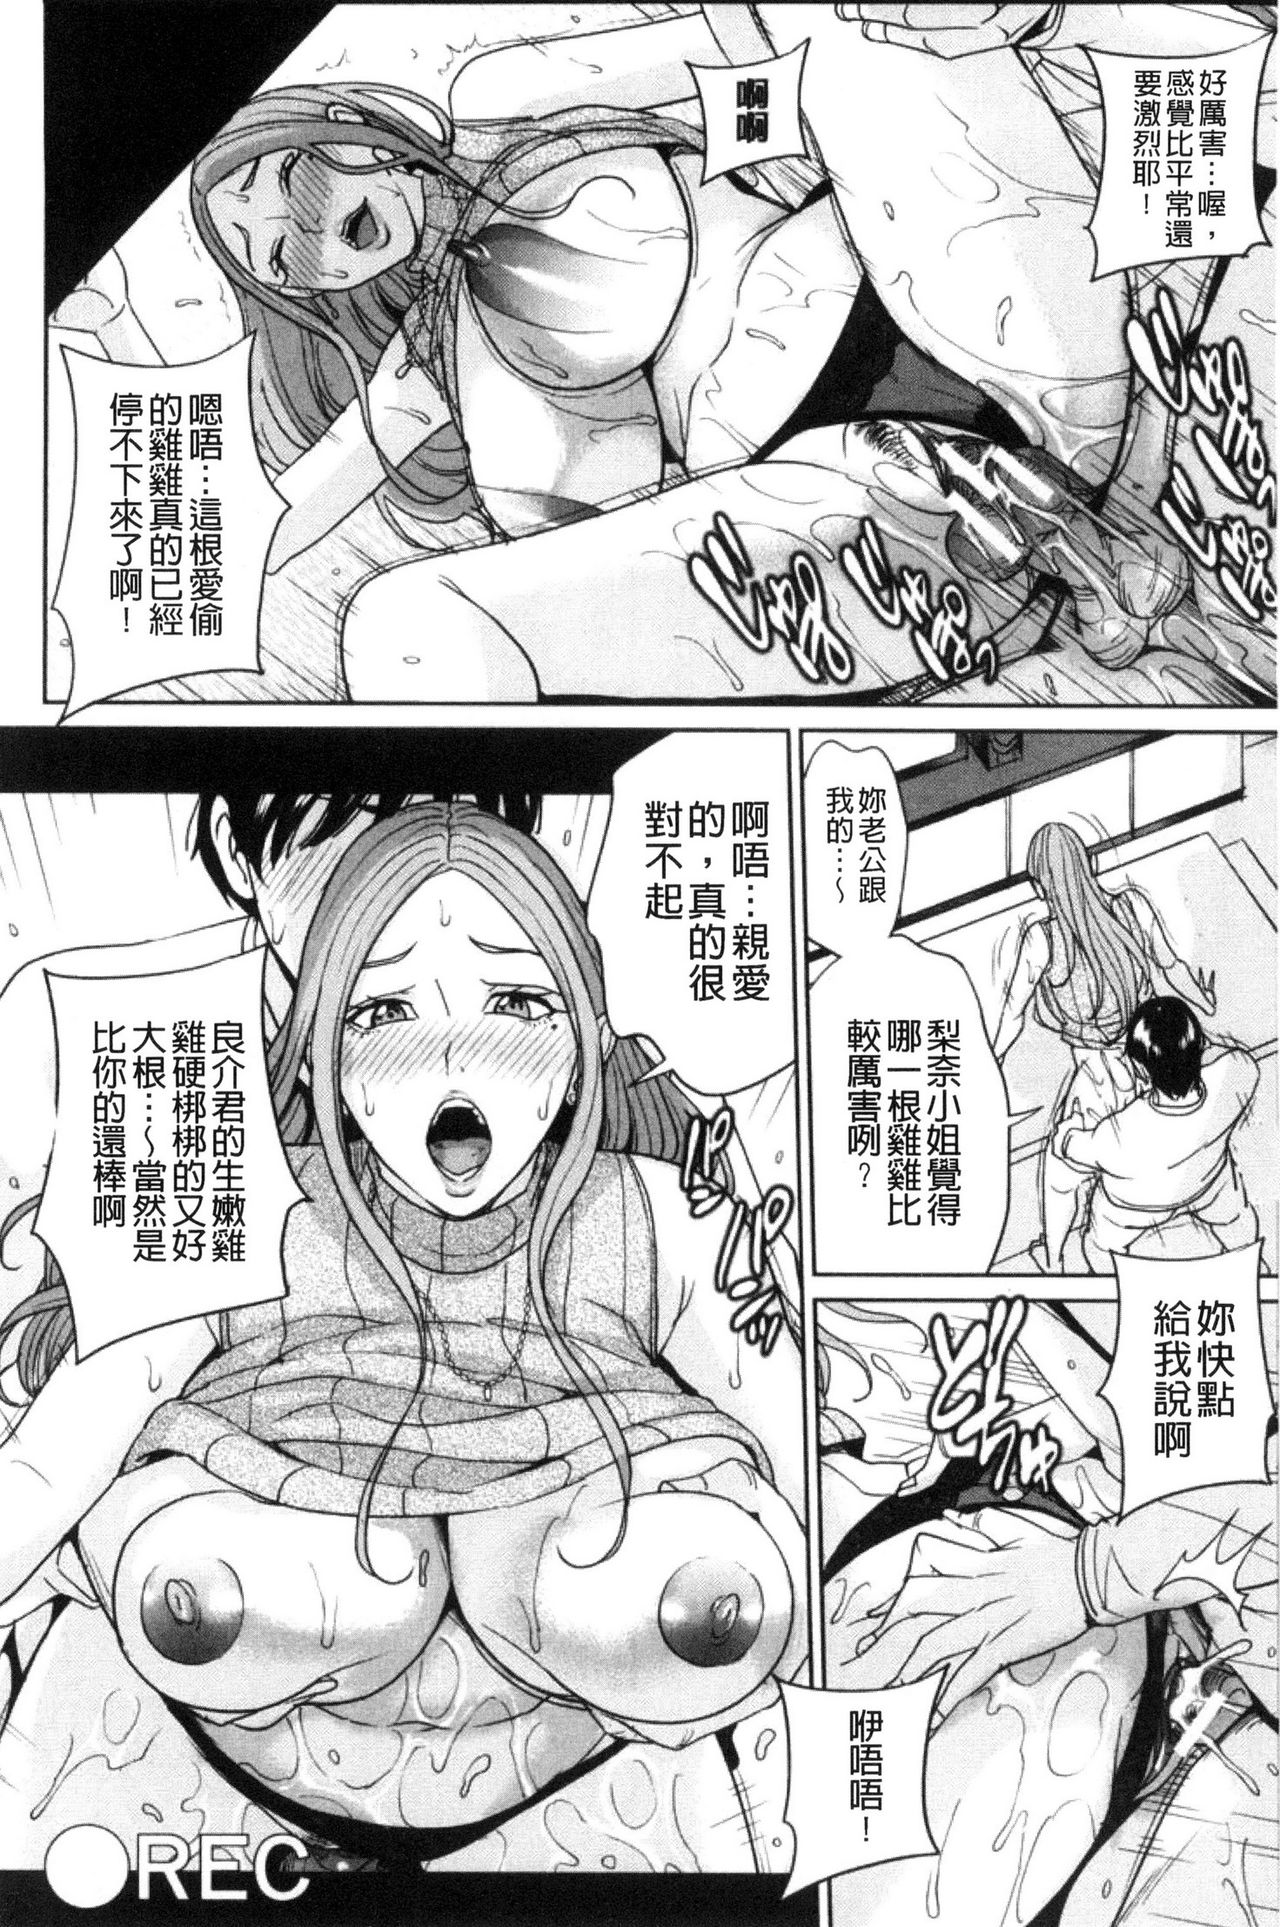 好厲害…喔，
感覺比平常還
要激烈耶！
啊啊
嗯唔…這根愛偷
的雞雞真的已經
停不下來了啊！
妳老公跟
我的…～
梨奈小姐覺得
哪一根雞雞比
較厲害咧？
啊唔…親愛
的，真的很
對不起
良介君的生嫩雞
雞硬梆梆的又好
大根…～當然是
比你的還棒啊
妳快點
給我說啊
咿唔唔！
●REC